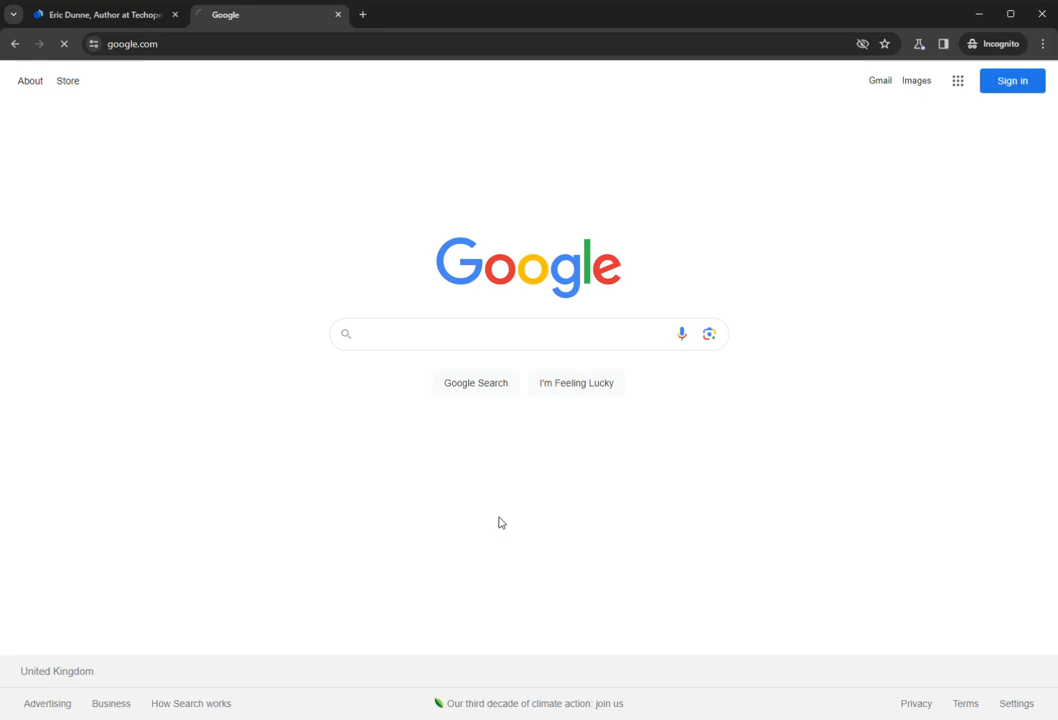 Eric Dunne, Author at Techope
Google
google.com
Incognito
About Store
Gmail Images Sign in
Google
Google Search I'm Feeling Lucky
United Kingdom
Advertising Business How Search works Our third decade of climate action: join us Privacy Terms Settings